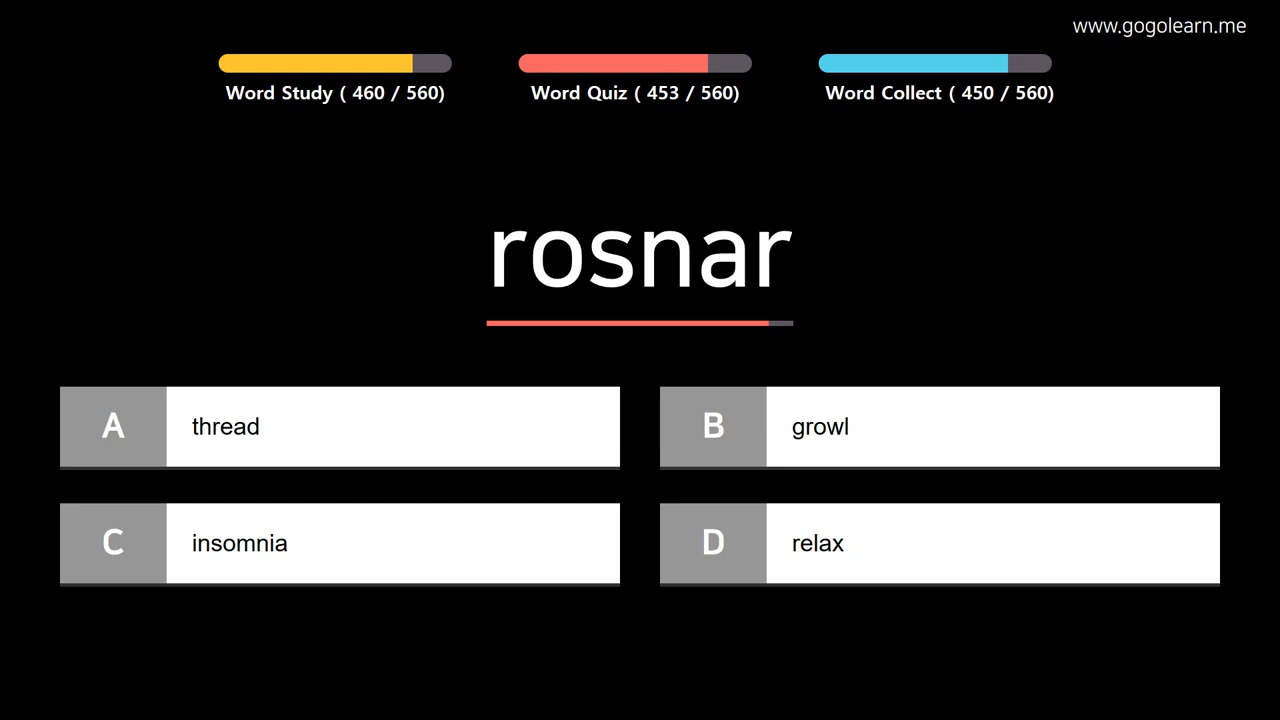 www.gogolearn.me
Word Study ( 460 / 560)
Word Quiz ( 453 / 560)
Word Collect ( 450 / 560)
rosnar
A thread
B growl
C insomnia
D relax